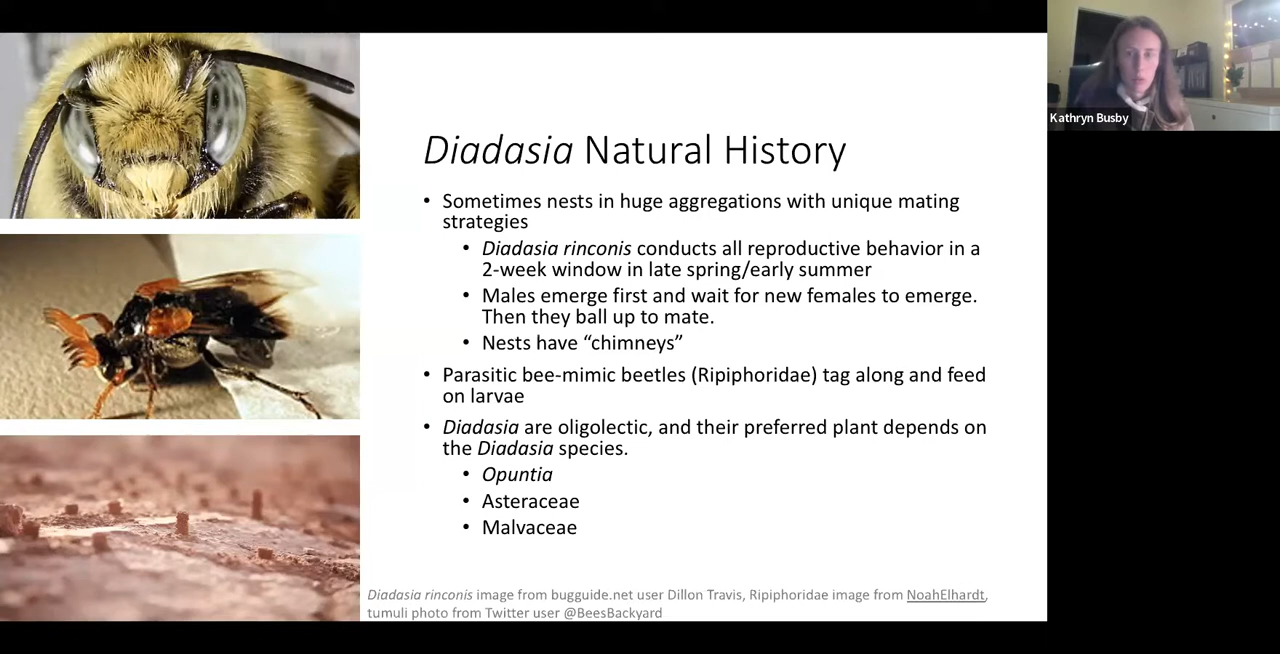 Kathryn Busby
Diadasia Natural History
• Sometimes nests in huge aggregations with unique mating
strategies
• Diadasia rinconis conducts all reproductive behavior in a
2-week window in late spring/early summer
• Males emerge first and wait for new females to emerge.
Then they ball up to mate.
• Nests have “chimneys”
• Parasitic bee-mimic beetles (Ripiphoridae) tag along and feed
on larvae
• Diadasia are oligolectic, and their preferred plant depends on
the Diadasia species.
• Opuntia
• Asteraceae
• Malvaceae
Diadasia rinconis image from bugguide.net user Dillon Travis, Ripiphoridae image from NoahElhardt,
tumuli photo from Twitter user @BeesBackyard